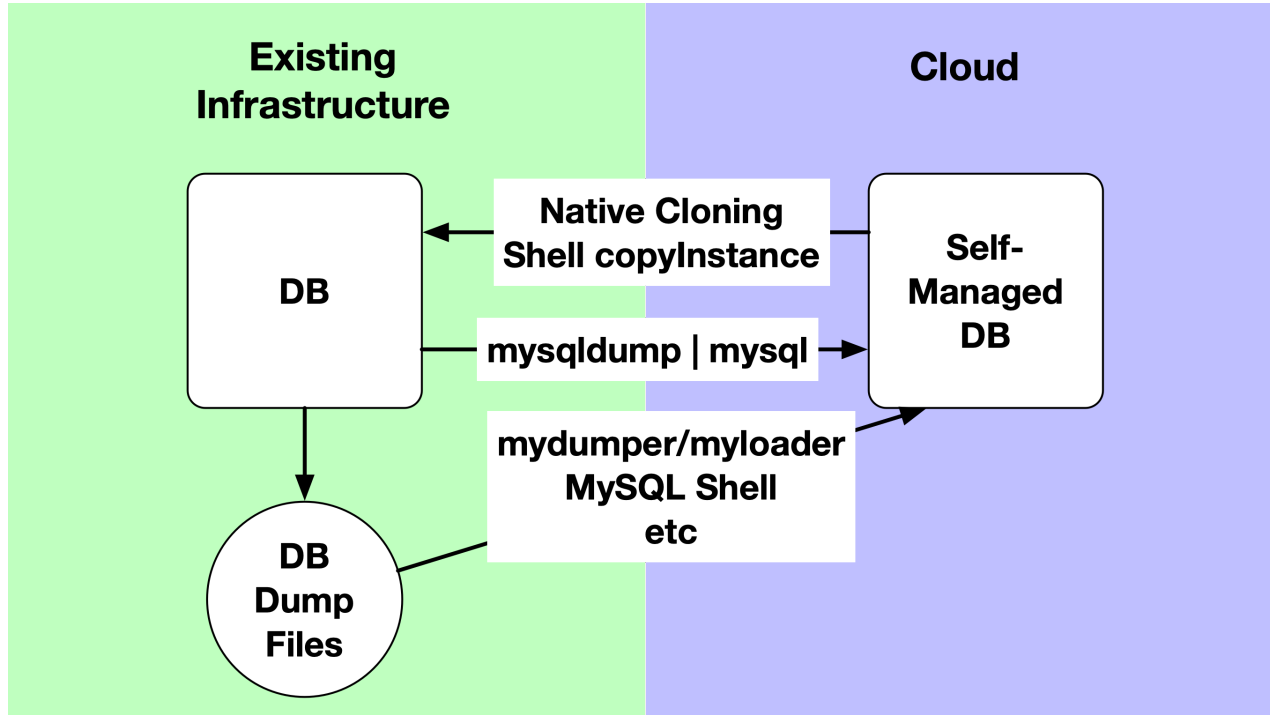 Existing
Infrastructure
Cloud
Native Cloning
Shell copyInstance
DB
Self-
Managed
DB
mysqldump | mysql
mydumper/myloader
MySQL Shell
etc
DB
Dump
Files